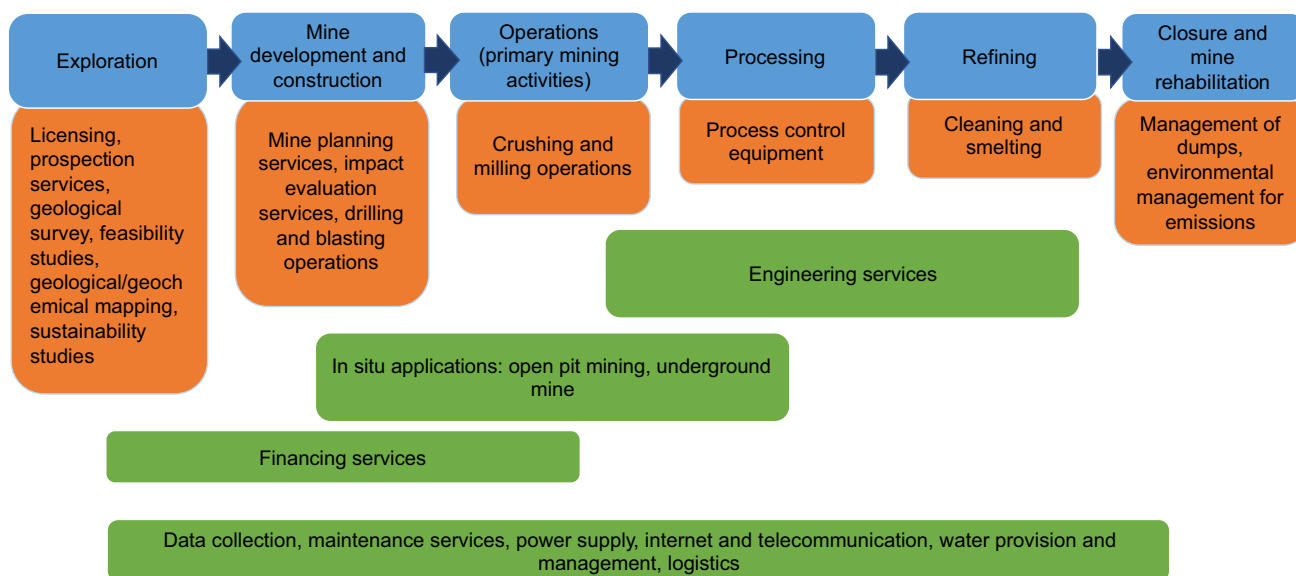 Exploration
Mine
development and
construction
Operations
(primary mining
activities)
Processing
Refining
Closure and
mine
rehabilitation
Licensing,
prospection
services,
geological
survey, feasibility
studies,
geological/geoch
emical mapping,
sustainability
studies
Mine planning
services, impact
evaluation
services, drilling
and blasting
operations
Crushing and
milling operations
Process control
equipment
Cleaning and
smelting
Management of
dumps,
environmental
management for
emissions
Engineering services
In situ applications: open pit mining, underground
mine
Financing services
Data collection, maintenance services, power supply, internet and telecommunication, water provision and
management, logistics